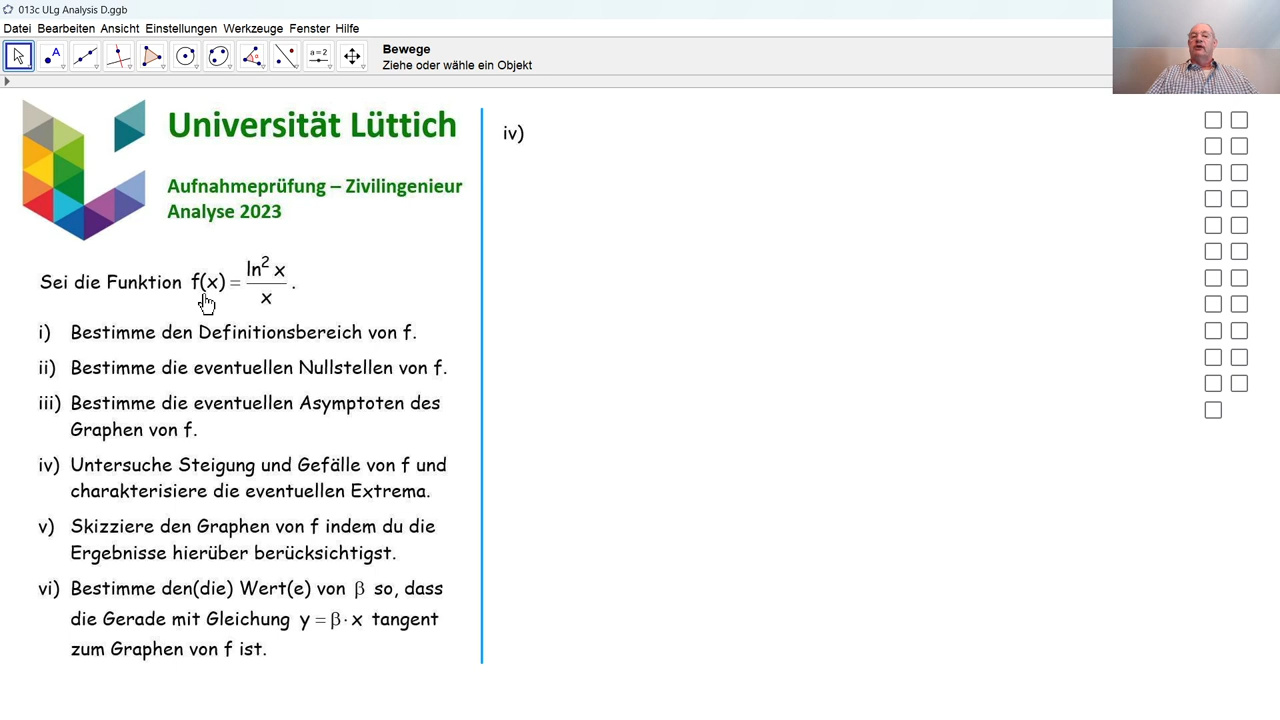 013c ULg Analysis D.ggb
Datei Bearbeiten Ansicht Einstellungen Werkzeuge Fenster Hilfe
A
a=2
Bewege
Ziehe oder wähle ein Objekt
Universität Lüttich
Aufnahmeprüfung – Zivilingenieur
Analyse 2023
Sei die Funktion f(x) = ln² x / x .
i) Bestimme den Definitionsbereich von f.
ii) Bestimme die eventuellen Nullstellen von f.
iii) Bestimme die eventuellen Asymptoten des
Graphen von f.
iv) Untersuche Steigung und Gefälle von f und
charakterisiere die eventuellen Extrema.
v) Skizziere den Graphen von f indem du die
Ergebnisse hierüber berücksichtigst.
vi) Bestimme den(die) Wert(e) von β so, dass
die Gerade mit Gleichung y = β · x tangent
zum Graphen von f ist.
iv)